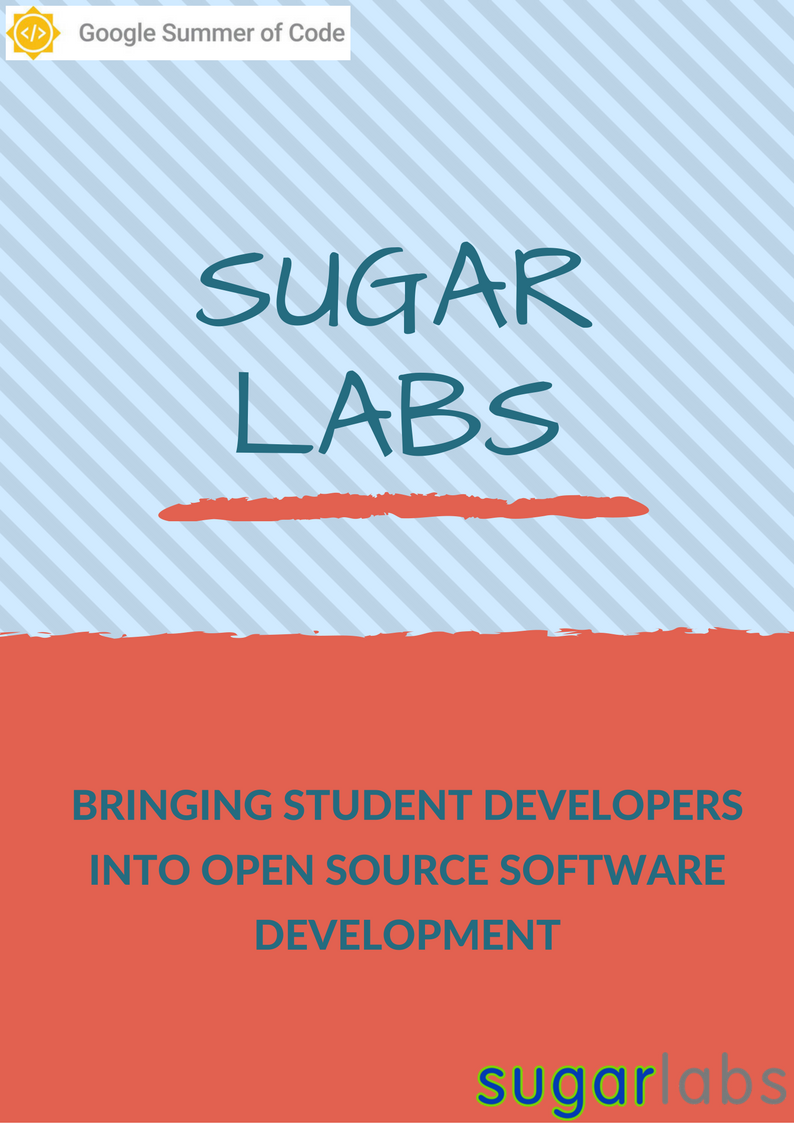 Google Summer of Code
SUGAR
LABS
BRINGING STUDENT DEVELOPERS
INTO OPEN SOURCE SOFTWARE
DEVELOPMENT
sugarlabs